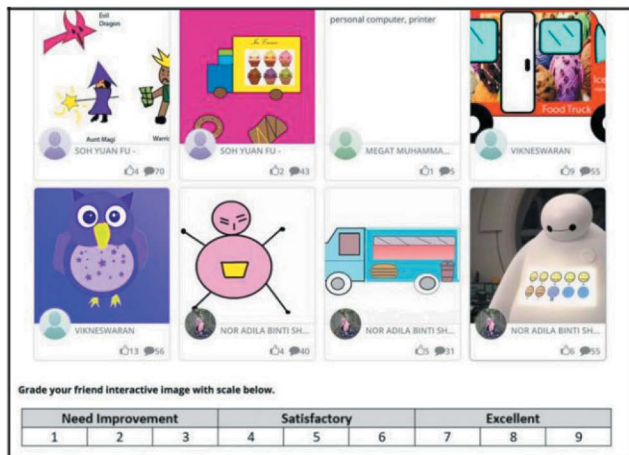 Evil
Dragon
Aunt Magi
Warri
SOH YUAN FU -
4 70
Ice Cream
SOH YUAN FU -
2 43
personal computer, printer
MEGAT MUHAMMA...
1 5
Ice
Food Truck
VIKNESWARAN
9 55
VIKNESWARAN
13 56
NOR ADILA BINTI SH...
4 40
NOR ADILA BINTI SH...
5 31
NOR ADILA BINTI SH...
6 55
Grade your friend interactive image with scale below.
Need Improvement Satisfactory Excellent
1 2 3 4 5 6 7 8 9